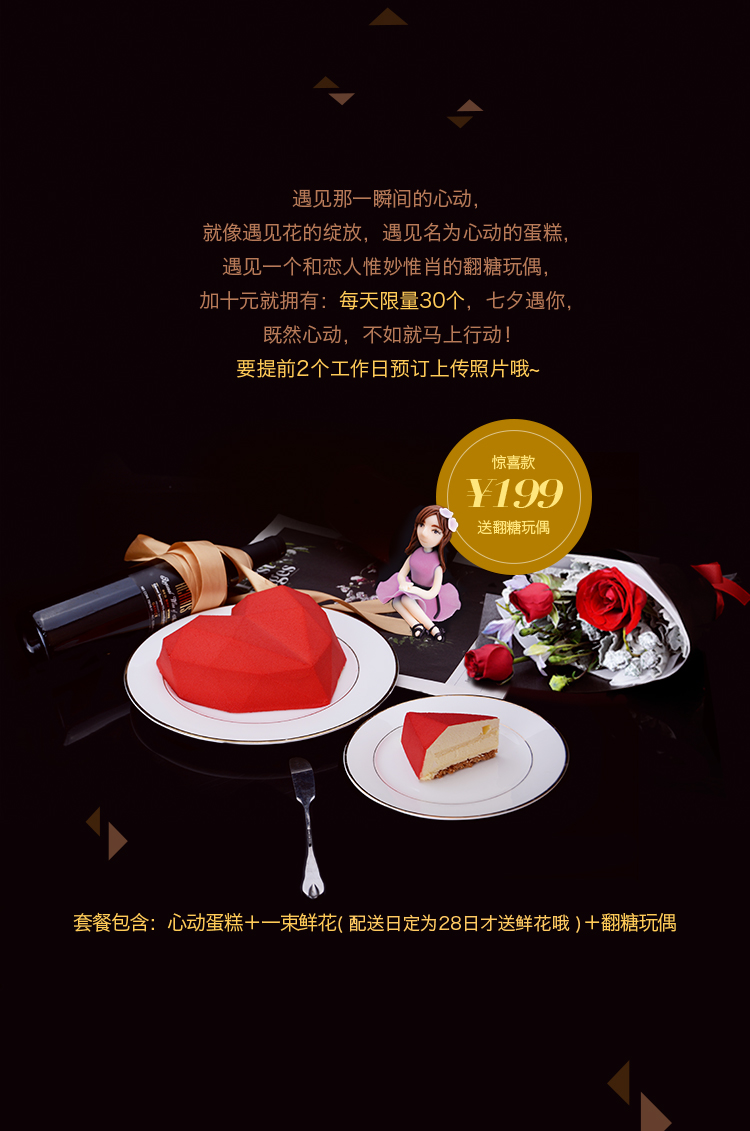 遇见那一瞬间的心动，
就像遇见花的绽放，遇见名为心动的蛋糕，
遇见一个和恋人惟妙惟肖的翻糖玩偶，
加十元就拥有：每天限量30个，七夕遇你，
既然心动，不如就马上行动！
要提前2个工作日预订上传照片哦~
惊喜款
¥199
送翻糖玩偶
套餐包含：心动蛋糕＋一束鲜花( 配送日定为28日才送鲜花哦 )＋翻糖玩偶